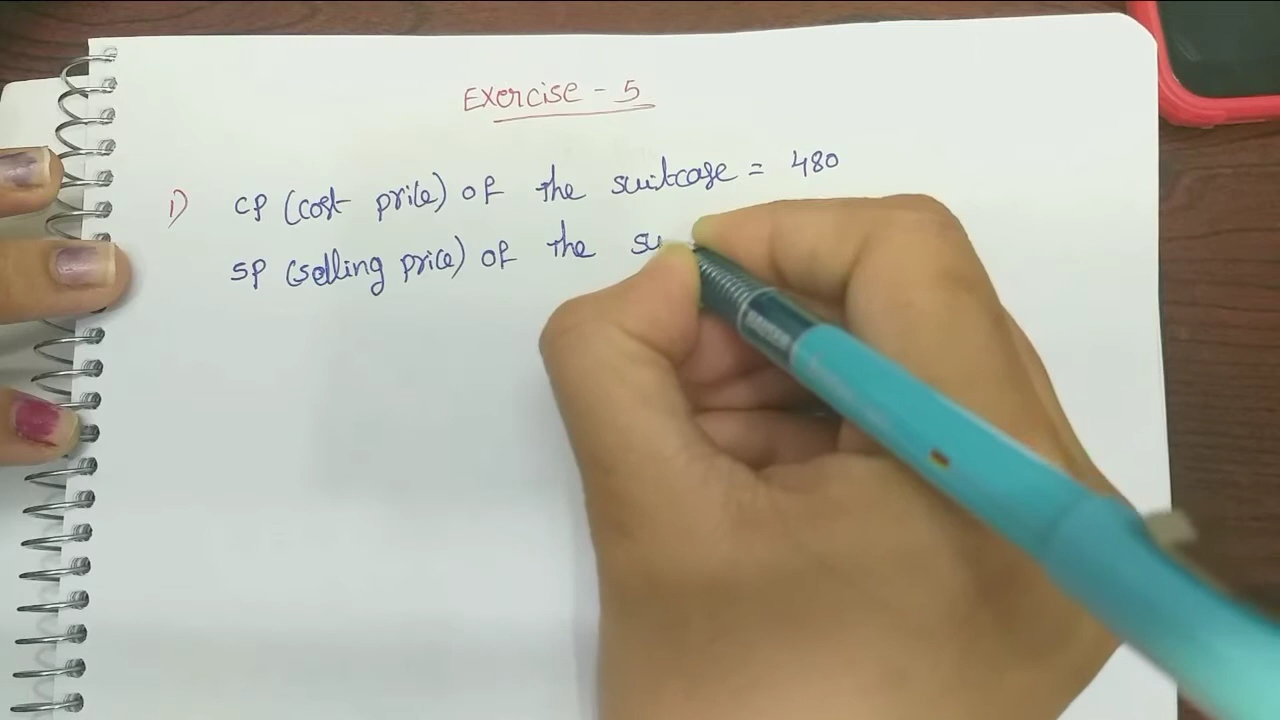 Exercise - 5
1) CP (cost price) of the suitcase = 480
SP (selling price) of the su